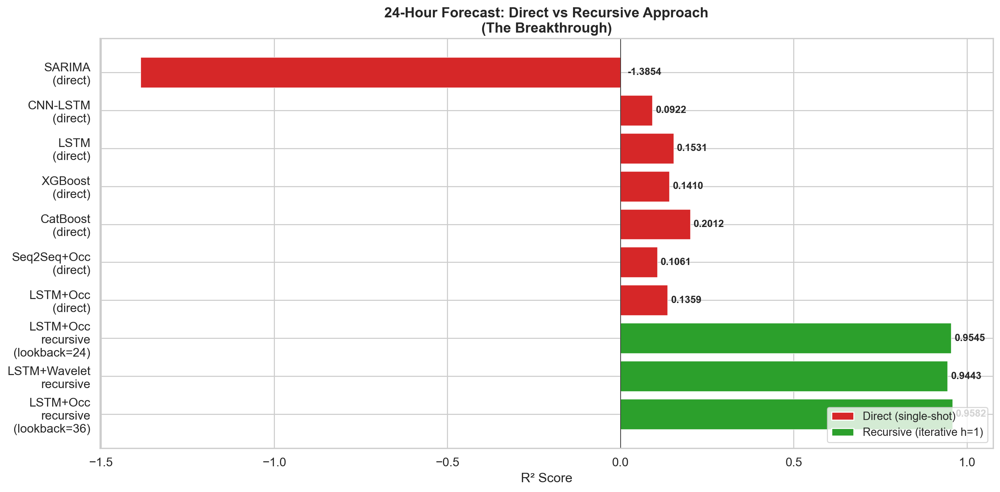 24-Hour Forecast: Direct vs Recursive Approach
(The Breakthrough)
SARIMA
(direct)
-1.3854
CNN-LSTM
(direct)
0.0922
LSTM
(direct)
0.1531
XGBoost
(direct)
0.1410
CatBoost
(direct)
0.2012
Seq2Seq+Occ
(direct)
0.1061
LSTM+Occ
(direct)
0.1359
LSTM+Occ
recursive
(lookback=24)
0.9545
LSTM+Wavelet
recursive
0.9443
LSTM+Occ
recursive
(lookback=36)
0.9582
Direct (single-shot)
Recursive (iterative h=1)
−1.5 −1.0 −0.5 0.0 0.5 1.0
R² Score